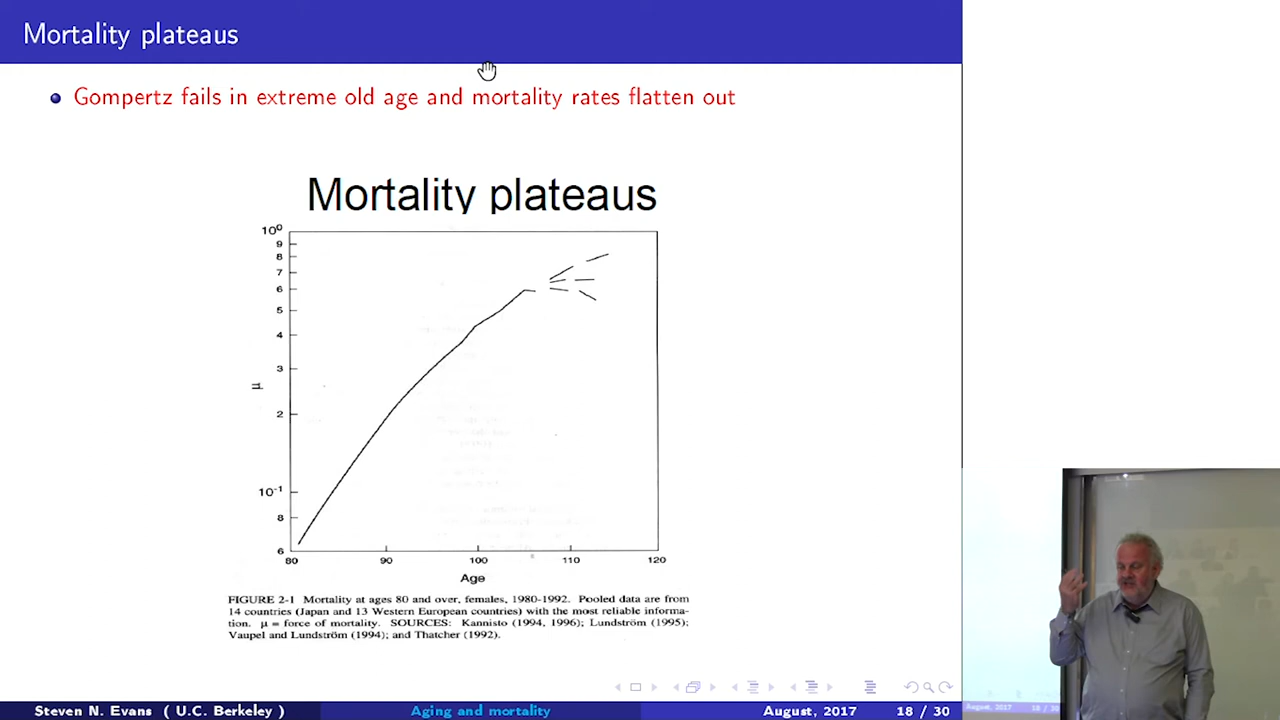 Mortality plateaus
Gompertz fails in extreme old age and mortality rates flatten out
Mortality plateaus
10⁰
9
8
7
6
5
4
3
2
10⁻¹
8
6
μ
80
90
100
110
120
Age
FIGURE 2-1 Mortality at ages 80 and over, females, 1980-1992. Pooled data are from
14 countries (Japan and 13 Western European countries) with the most reliable informa-
tion. μ = force of mortality. SOURCES: Kannisto (1994, 1996); Lundström (1995);
Vaupel and Lundström (1994); and Thatcher (1992).
Steven N. Evans ( U.C. Berkeley ) Aging and mortality August, 2017 18 / 30
August, 2017 18 / 30